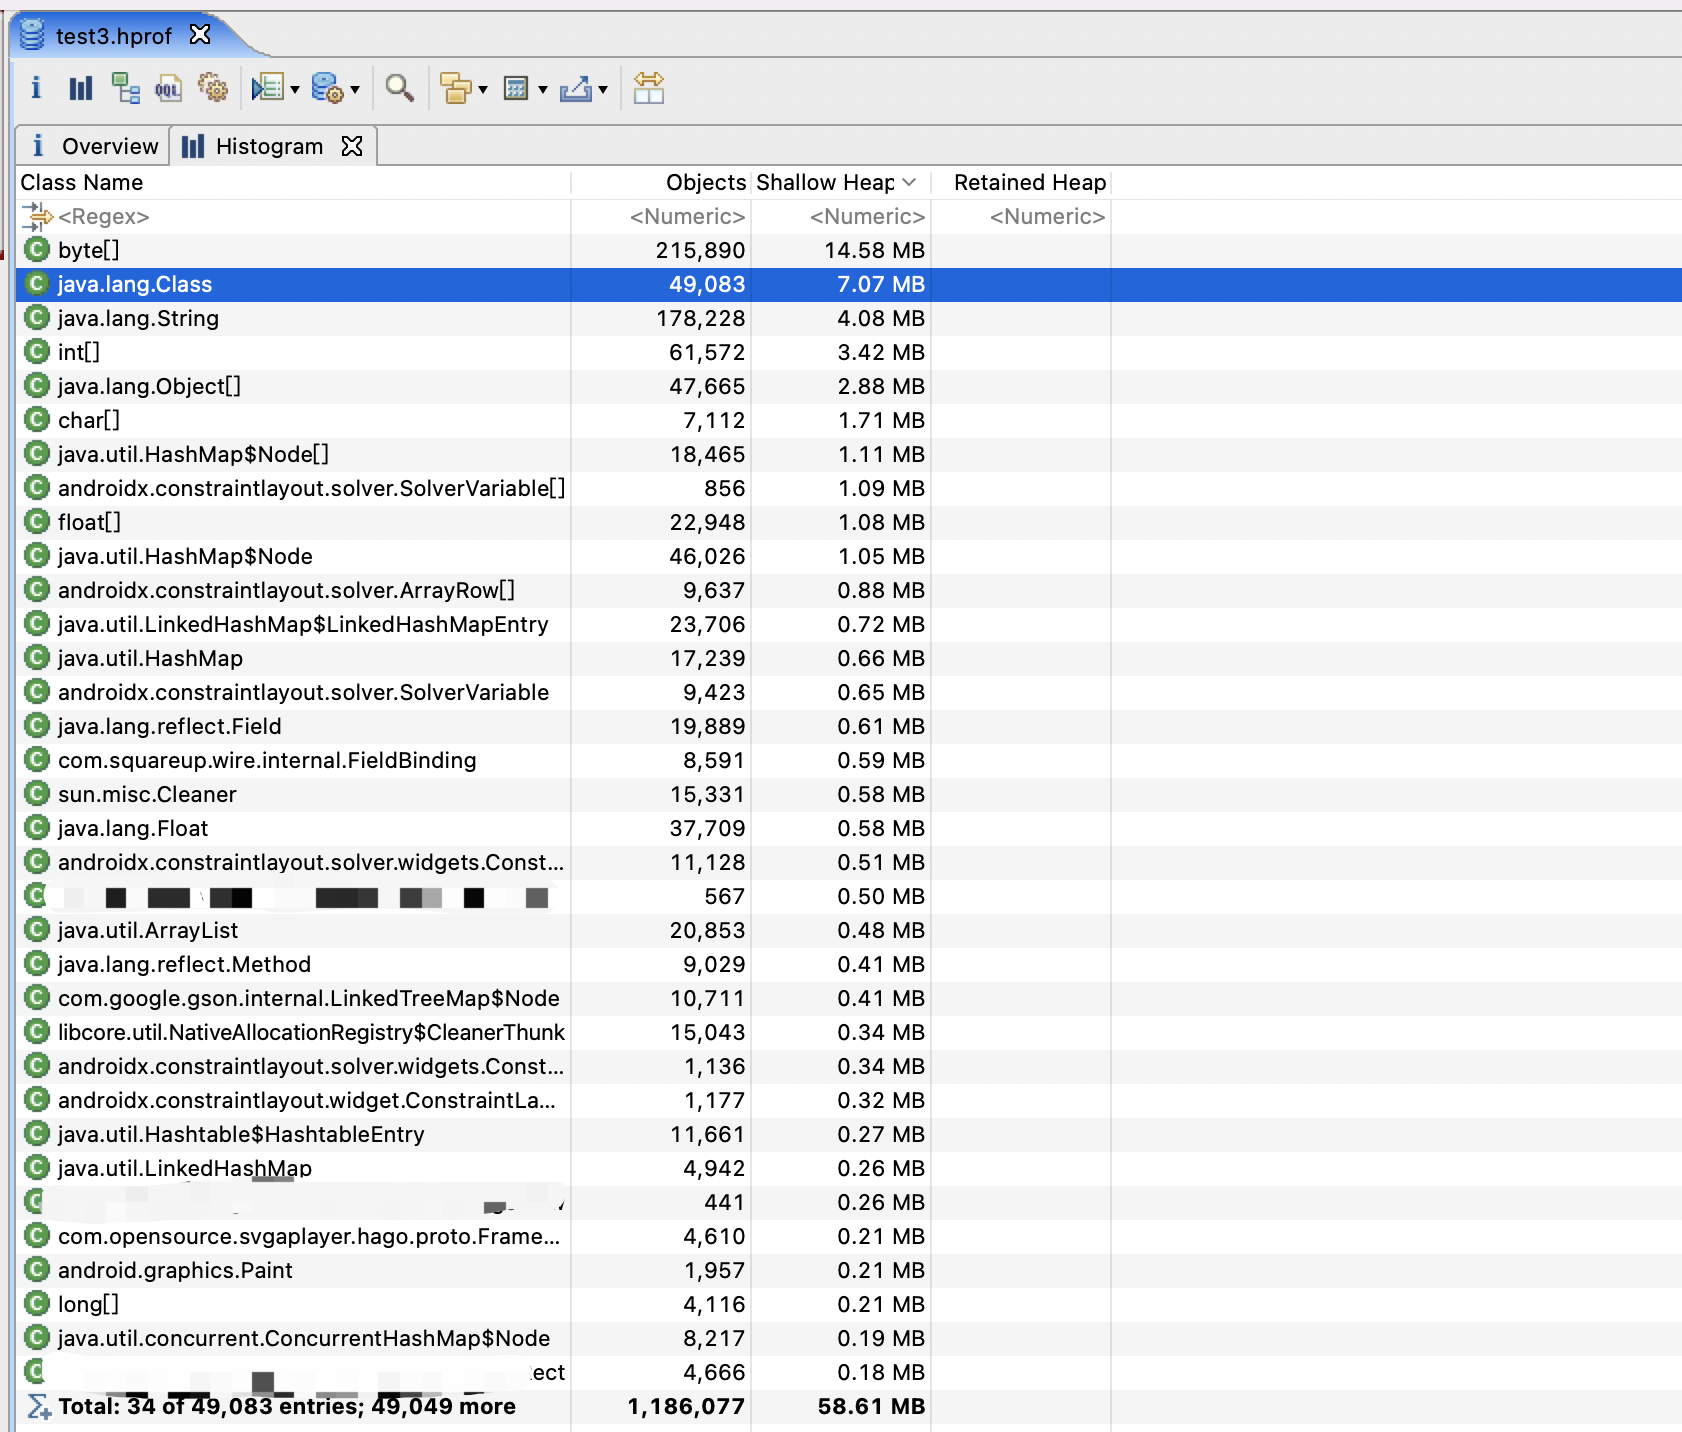 test3.hprof
OQL
Overview Histogram
Class Name Objects Shallow Heap Retained Heap
<Regex> <Numeric> <Numeric> <Numeric>
byte[] 215,890 14.58 MB
java.lang.Class 49,083 7.07 MB
java.lang.String 178,228 4.08 MB
int[] 61,572 3.42 MB
java.lang.Object[] 47,665 2.88 MB
char[] 7,112 1.71 MB
java.util.HashMap$Node[] 18,465 1.11 MB
androidx.constraintlayout.solver.SolverVariable[] 856 1.09 MB
float[] 22,948 1.08 MB
java.util.HashMap$Node 46,026 1.05 MB
androidx.constraintlayout.solver.ArrayRow[] 9,637 0.88 MB
java.util.LinkedHashMap$LinkedHashMapEntry 23,706 0.72 MB
java.util.HashMap 17,239 0.66 MB
androidx.constraintlayout.solver.SolverVariable 9,423 0.65 MB
java.lang.reflect.Field 19,889 0.61 MB
com.squareup.wire.internal.FieldBinding 8,591 0.59 MB
sun.misc.Cleaner 15,331 0.58 MB
java.lang.Float 37,709 0.58 MB
androidx.constraintlayout.solver.widgets.Const... 11,128 0.51 MB
567 0.50 MB
java.util.ArrayList 20,853 0.48 MB
java.lang.reflect.Method 9,029 0.41 MB
com.google.gson.internal.LinkedTreeMap$Node 10,711 0.41 MB
libcore.util.NativeAllocationRegistry$CleanerThunk 15,043 0.34 MB
androidx.constraintlayout.solver.widgets.Const... 1,136 0.34 MB
androidx.constraintlayout.widget.ConstraintLa... 1,177 0.32 MB
java.util.Hashtable$HashtableEntry 11,661 0.27 MB
java.util.LinkedHashMap 4,942 0.26 MB
441 0.26 MB
com.opensource.svgaplayer.hago.proto.Frame... 4,610 0.21 MB
android.graphics.Paint 1,957 0.21 MB
long[] 4,116 0.21 MB
java.util.concurrent.ConcurrentHashMap$Node 8,217 0.19 MB
ect 4,666 0.18 MB
Total: 34 of 49,083 entries; 49,049 more 1,186,077 58.61 MB